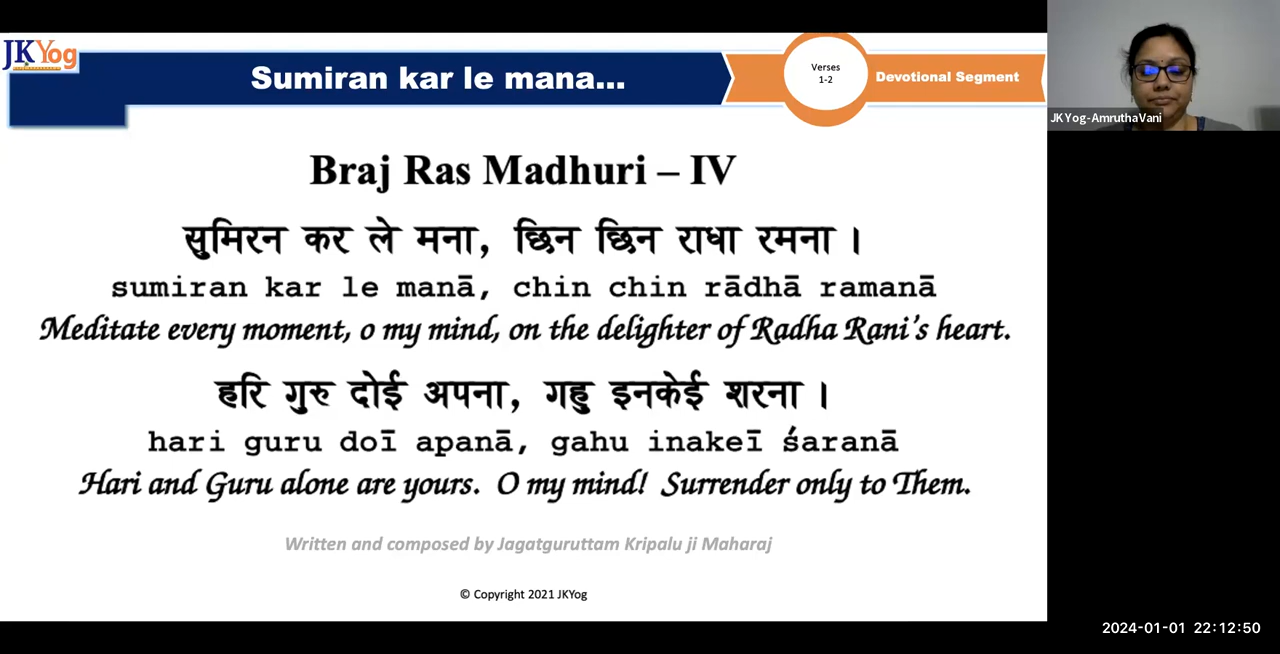 JKYog
Sumiran kar le mana...
Verses
1-2
Devotional Segment
JKYog-AmruthaVani
Braj Ras Madhuri – IV
सुमिरन कर ले मना, छिन छिन राधा रमना ।
sumiran kar le manā, chin chin rādhā ramanā
Meditate every moment, o my mind, on the delighter of Radha Rani's heart.
हरि गुरु दोई अपना, गहु इनकेई शरना ।
hari guru doī apanā, gahu inakeī śaranā
Hari and Guru alone are yours. O my mind! Surrender only to Them.
Written and composed by Jagatguruttam Kripalu ji Maharaj
© Copyright 2021 JKYog
2024-01-01 22:12:50